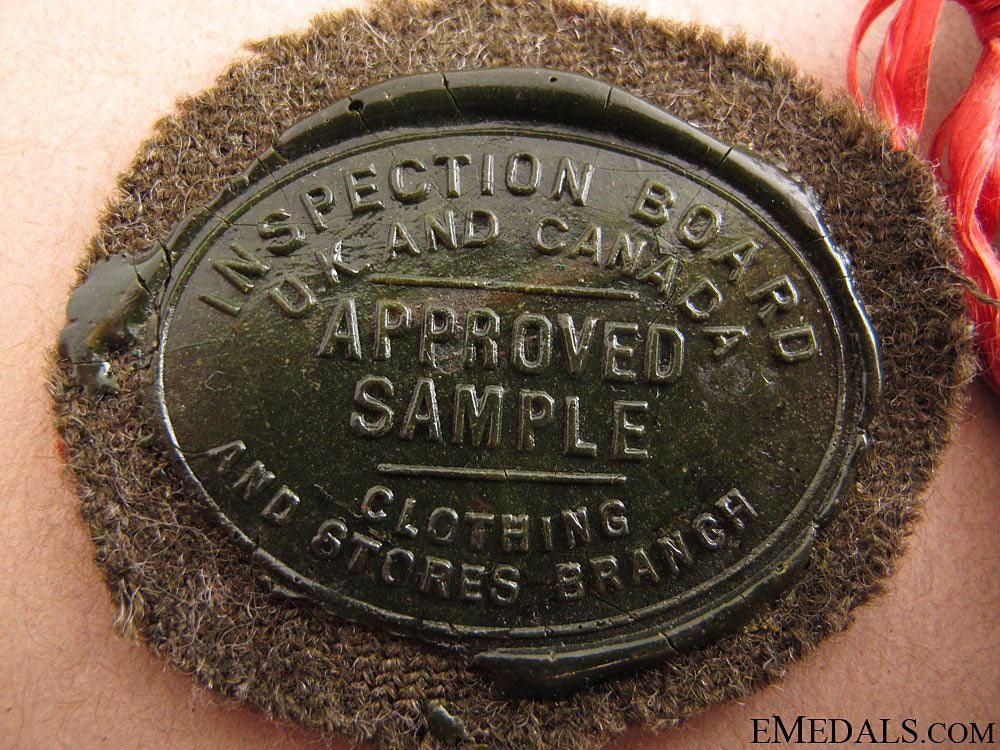 INSPECTION BOARD
U.K. AND CANADA
APPROVED
SAMPLE
CLOTHING
AND STORES BRANCH
EMEDALS.COM